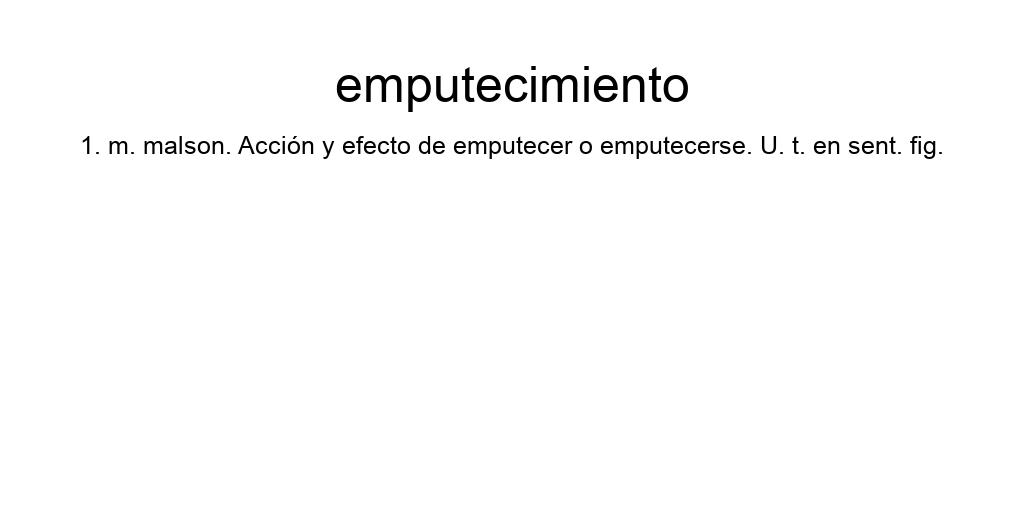 emputecimiento
1. m. malson. Acción y efecto de emputecer o emputecerse. U. t. en sent. fig.